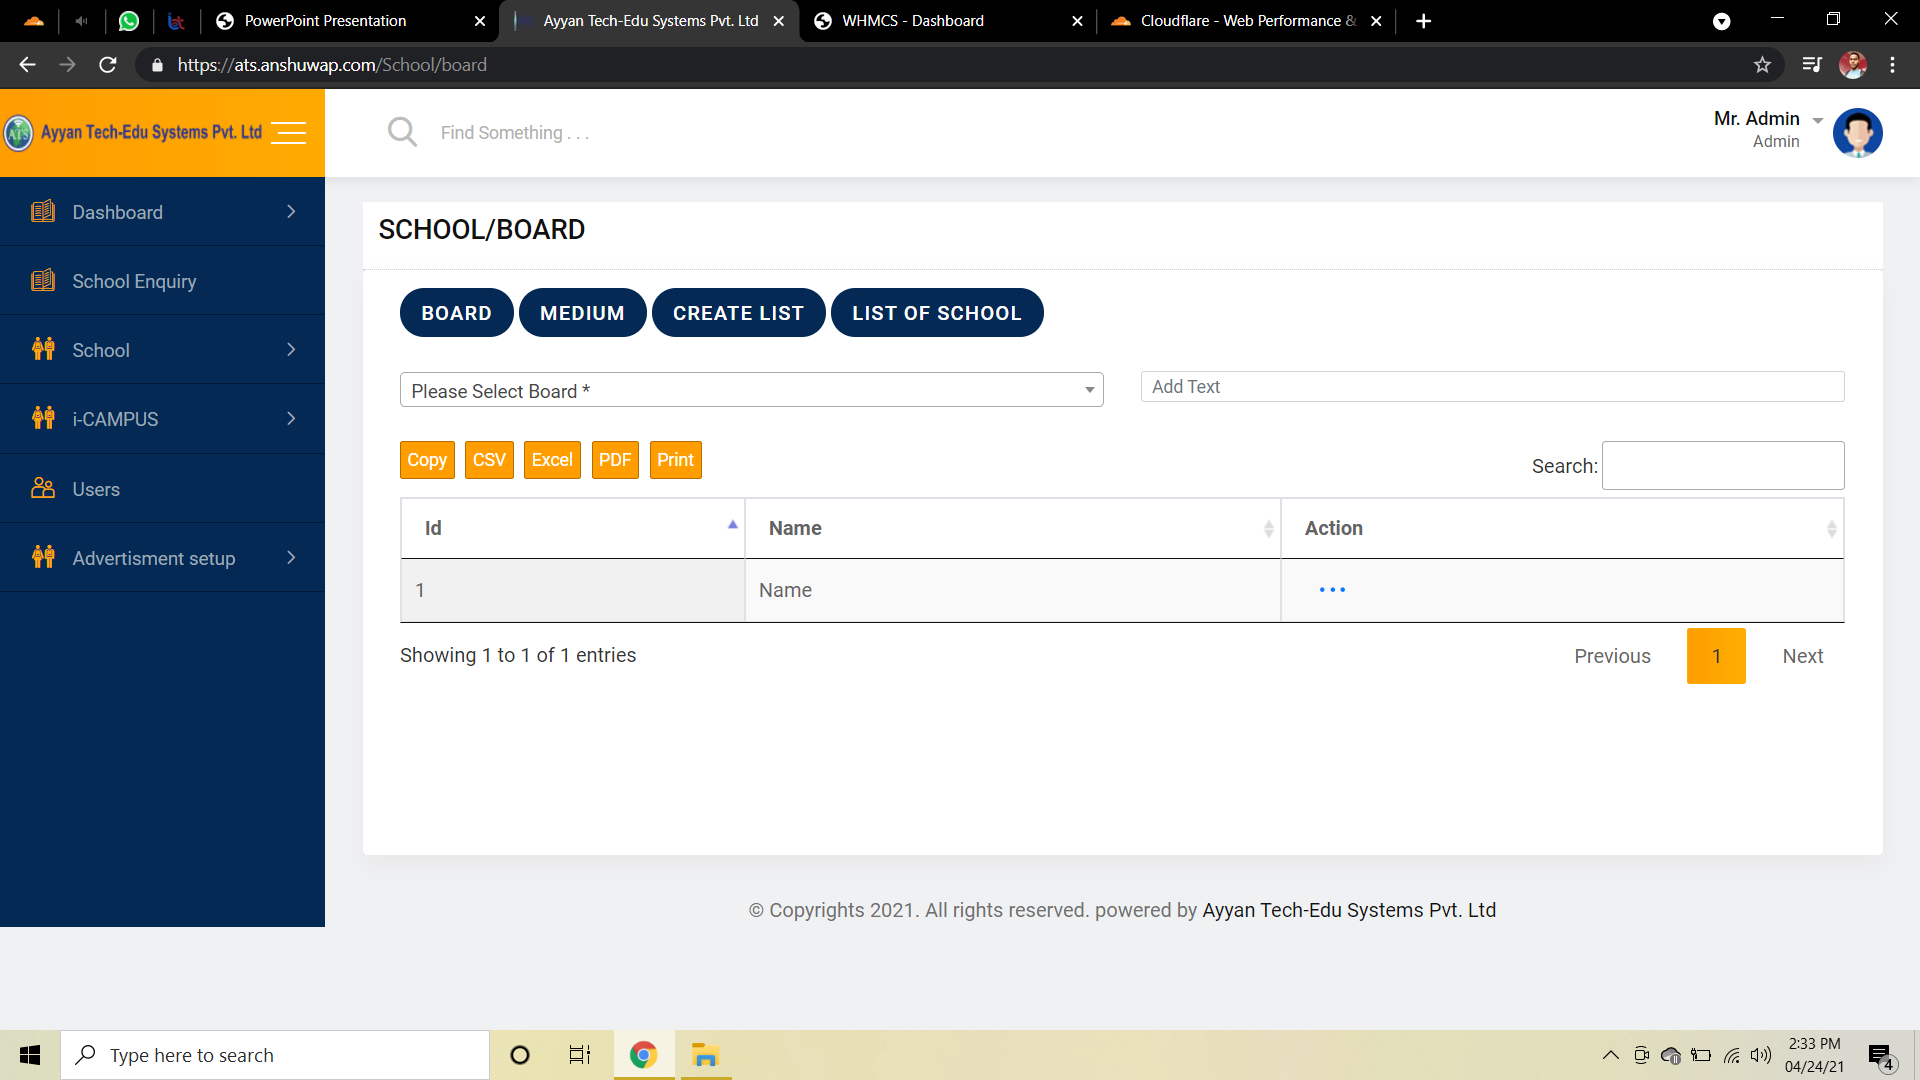 PowerPoint Presentation
Ayyan Tech-Edu Systems Pvt. Ltd
WHMCS - Dashboard
Cloudflare - Web Performance &
https://ats.anshuwap.com/School/board
ATS Ayyan Tech-Edu Systems Pvt. Ltd
Find Something . . .
Mr. Admin
Admin
Dashboard
School Enquiry
School
i-CAMPUS
Users
Advertisment setup
SCHOOL/BOARD
BOARD MEDIUM CREATE LIST LIST OF SCHOOL
Please Select Board * Add Text
Copy CSV Excel PDF Print Search:
Id Name Action
1 Name
Showing 1 to 1 of 1 entries Previous 1 Next
© Copyrights 2021. All rights reserved. powered by Ayyan Tech-Edu Systems Pvt. Ltd
Type here to search
2:33 PM
04/24/21
4